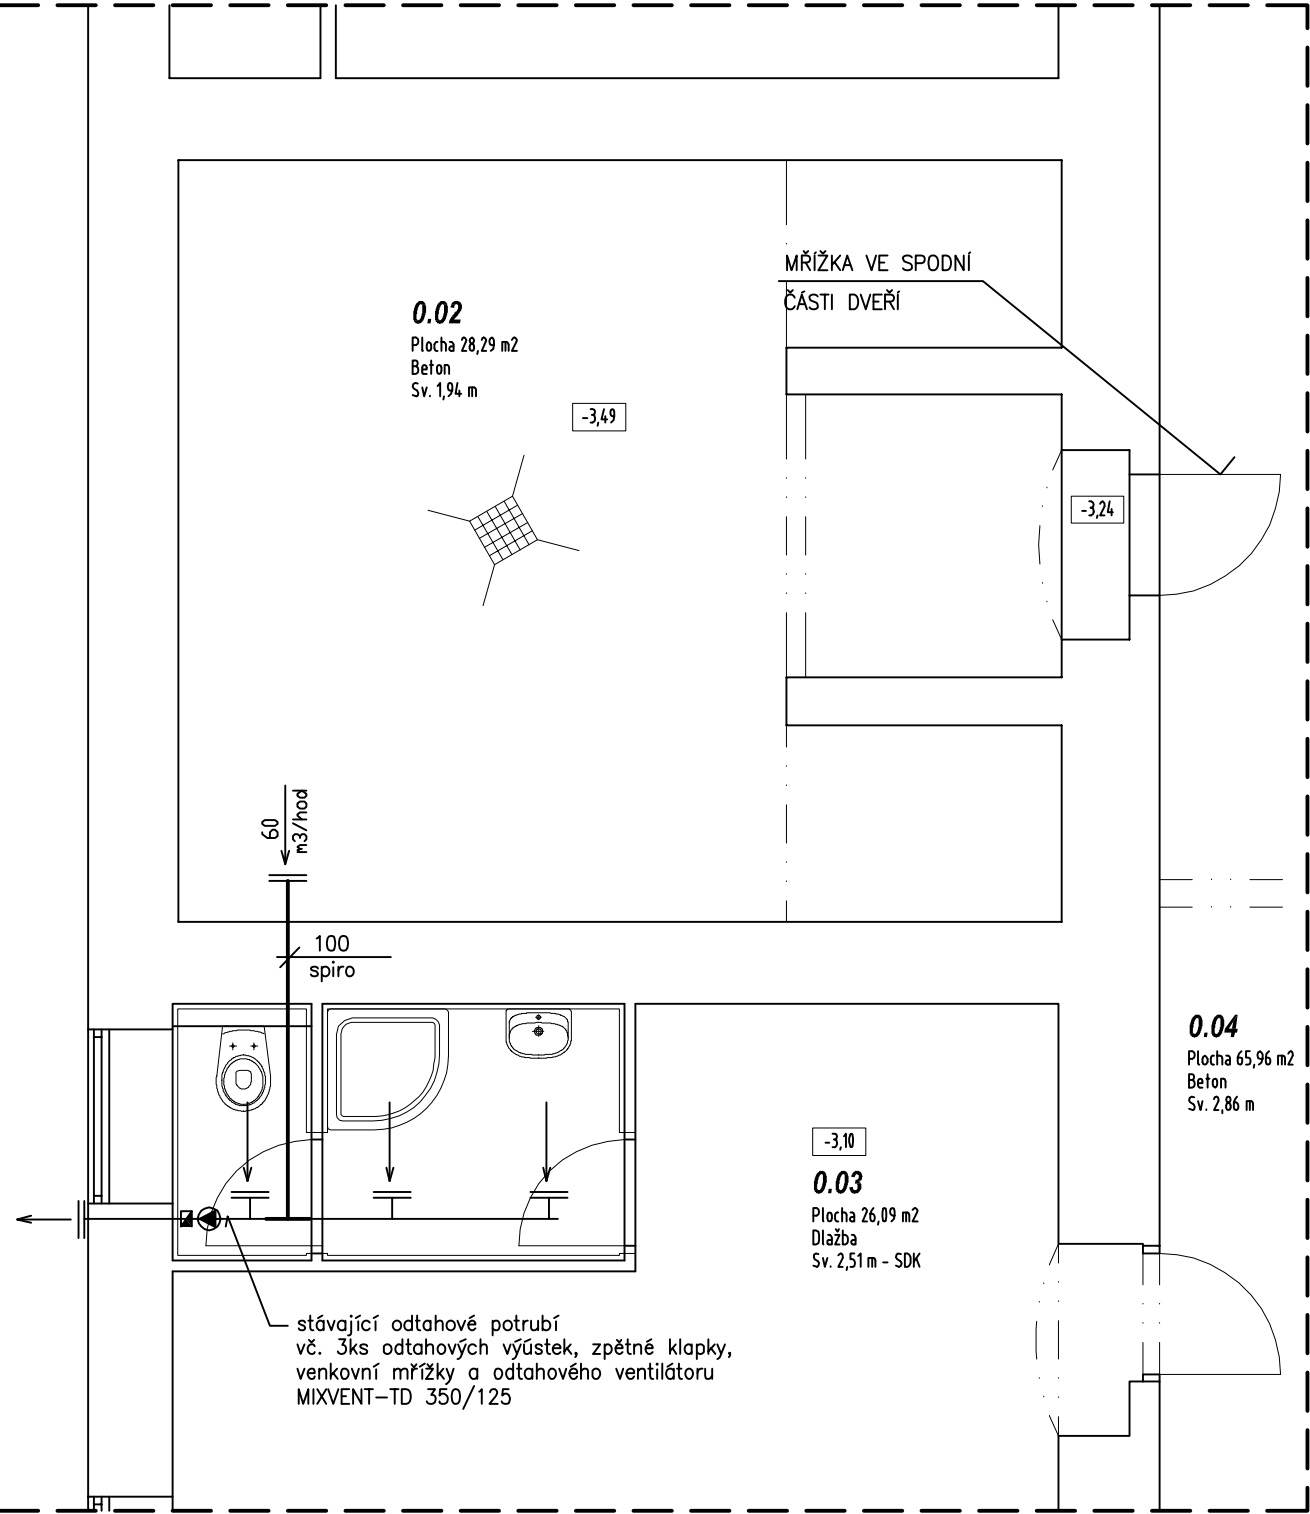 MŘÍŽKA VE SPODNÍ
ČÁSTI DVEŘÍ
0.02
Plocha 28,29 m2
Beton
Sv. 1,94 m
-3,49
-3,24
60
m3/hod
100
spiro
0.04
Plocha 65,96 m2
Beton
Sv. 2,86 m
-3,10
0.03
Plocha 26,09 m2
Dlažba
Sv. 2,51 m - SDK
stávající odtahové potrubí
vč. 3ks odtahových výústek, zpětné klapky,
venkovní mřížky a odtahového ventilátoru
MIXVENT-TD 350/125